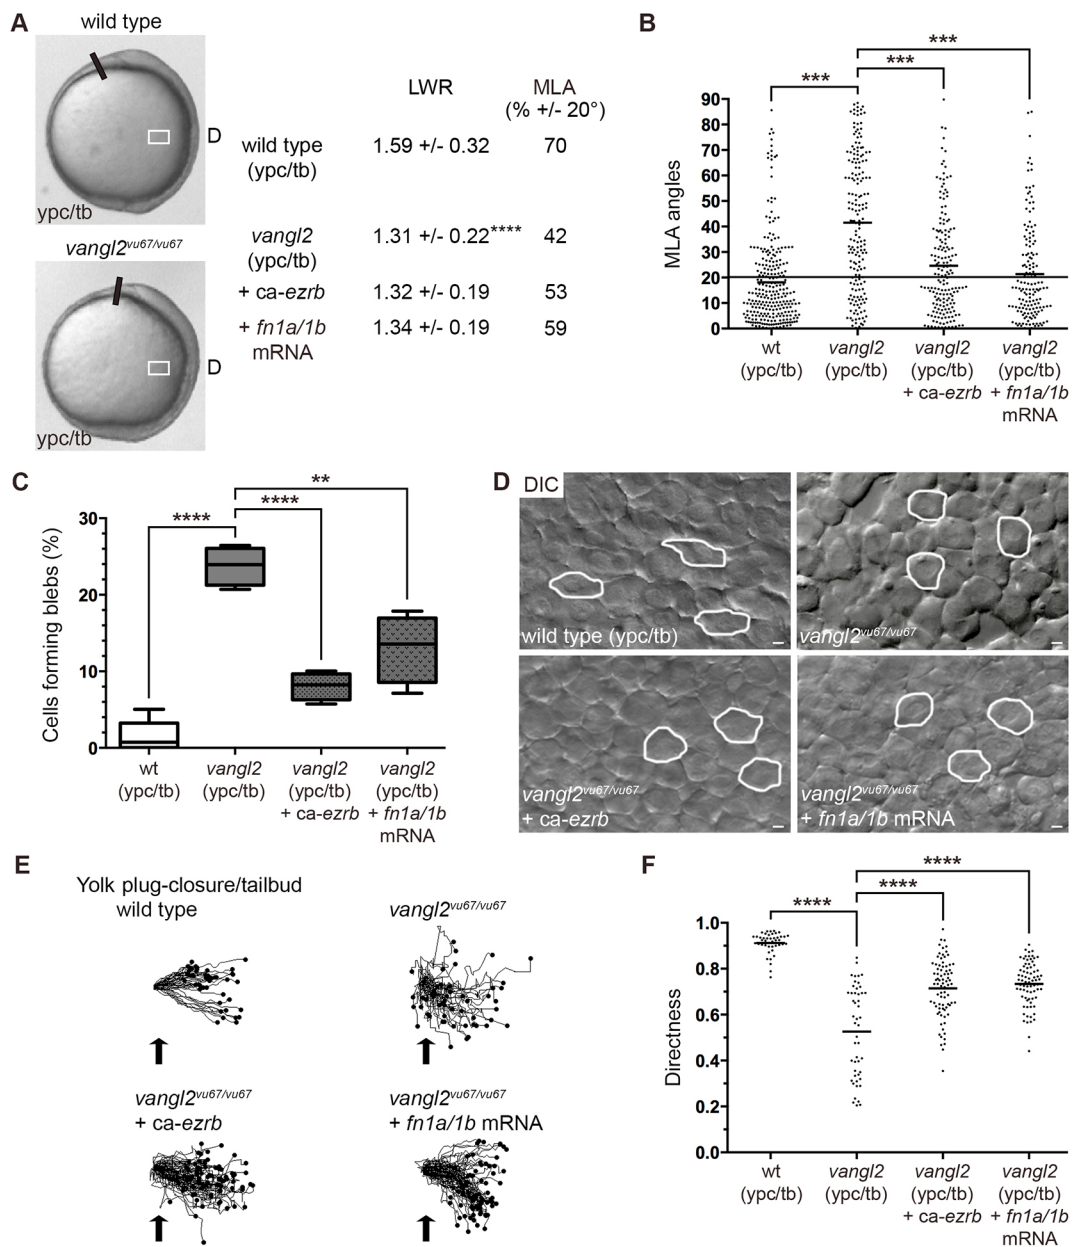 A
wild type
ypc/tb
D
vangl2vu67/vu67
ypc/tb
D
LWR
MLA
(% +/- 20°)
wild type
(ypc/tb)
1.59 +/- 0.32
70
vangl2
(ypc/tb)
1.31 +/- 0.22****
42
+ ca-ezrb
1.32 +/- 0.19
53
+ fn1a/1b
mRNA
1.34 +/- 0.19
59
B
***
***
***
MLA angles
90
80
70
60
50
40
30
20
10
0
wt
(ypc/tb)
vangl2
(ypc/tb)
vangl2
(ypc/tb)
+ ca-ezrb
vangl2
(ypc/tb)
+ fn1a/1b
mRNA
C
**
****
****
Cells forming blebs (%)
30
20
10
0
wt
(ypc/tb)
vangl2
(ypc/tb)
vangl2
(ypc/tb)
+ ca-ezrb
vangl2
(ypc/tb)
+ fn1a/1b
mRNA
D
DIC
wild type (ypc/tb)
vangl2vu67/vu67
vangl2vu67/vu67
+ ca-ezrb
vangl2vu67/vu67
+ fn1a/1b mRNA
E
Yolk plug-closure/tailbud
wild type
vangl2vu67/vu67
vangl2vu67/vu67
+ ca-ezrb
vangl2vu67/vu67
+ fn1a/1b mRNA
F
****
****
****
Directness
1.0
0.8
0.6
0.4
0.2
0.0
wt
(ypc/tb)
vangl2
(ypc/tb)
vangl2
(ypc/tb)
+ ca-ezrb
vangl2
(ypc/tb)
+ fn1a/1b
mRNA